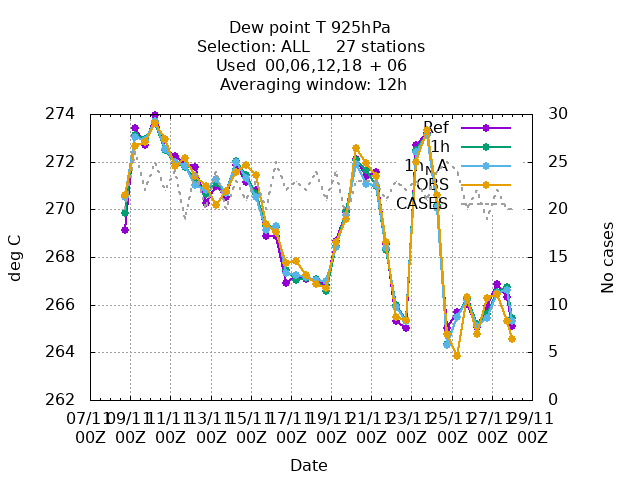 Dew point T 925hPa
Selection: ALL 27 stations
Used 00,06,12,18 + 06
Averaging window: 12h
274
272
270
268
266
264
262
30
25
20
15
10
5
0
deg C
No cases
Ref
1h
1h_NA
OBS
CASES
07/11 09/11 11/11 13/11 15/11 17/11 19/11 21/11 23/11 25/11 27/11 29/11
00Z 00Z 00Z 00Z 00Z 00Z 00Z 00Z 00Z 00Z 00Z 00Z
Date